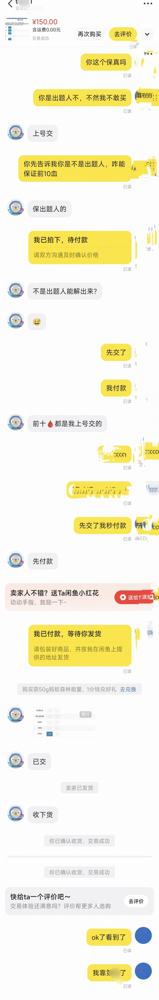 会员
¥150.00
含运费0.00元
交易成功
再次购买
去评价
你这个保真吗
已读
你是出题人不，不然我不敢买
已读
上号交
你先告诉我你是不是出题人，咋能
保证前10血
已读
保出题人的
我已拍下，待付款
请双方沟通及时确认价格
已读
不是出题人能解出来?
😅
先交了
已读
我付款
已读
前十🩸都是我上号交的
已读
已读
先交了我秒付款
已读
先付款
卖家人不错？送Ta闲鱼小红花
动动手指，鼓励一下~
送给T
我已付款，等待你发货
请包装好商品，并按我在闲鱼上提
供的地址发货
已读
购买获50g蚂蚁森林能量，1分钱兑好礼 去兑换
MOBILE
REVERSE
MISC
WEB
PWN
图片
已交
卖家已发货
收下货
你已确认收货，交易成功
你已确认收货，交易成功
快给ta一个评价吧～
交易体验还满意吗？评价帮更多人选购
去评价
ok了看到了
已读
我靠第
了
已读